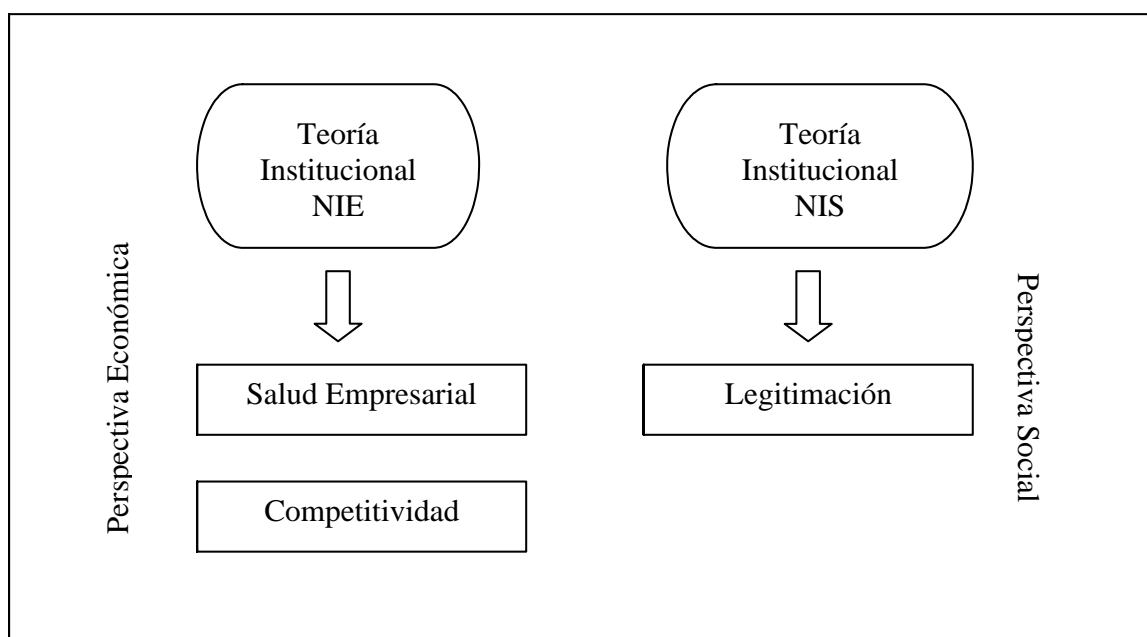 Teoría
Institucional
NIE
Teoría
Institucional
NIS
Perspectiva Económica
Perspectiva Social
Salud Empresarial
Legitimación
Competitividad